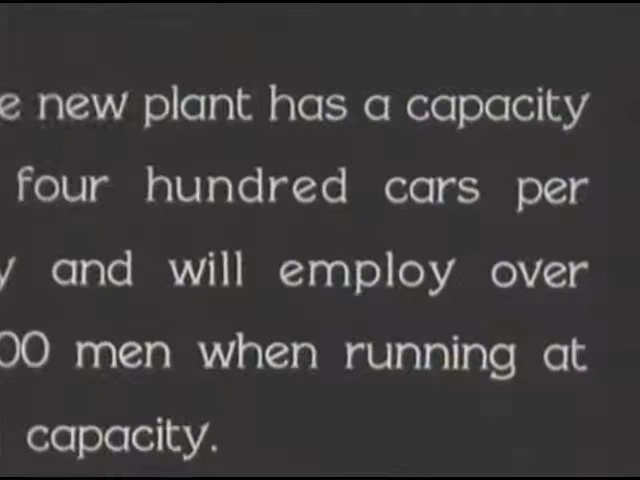 e new plant has a capacity
four hundred cars per
y and will employ over
00 men when running at
capacity.